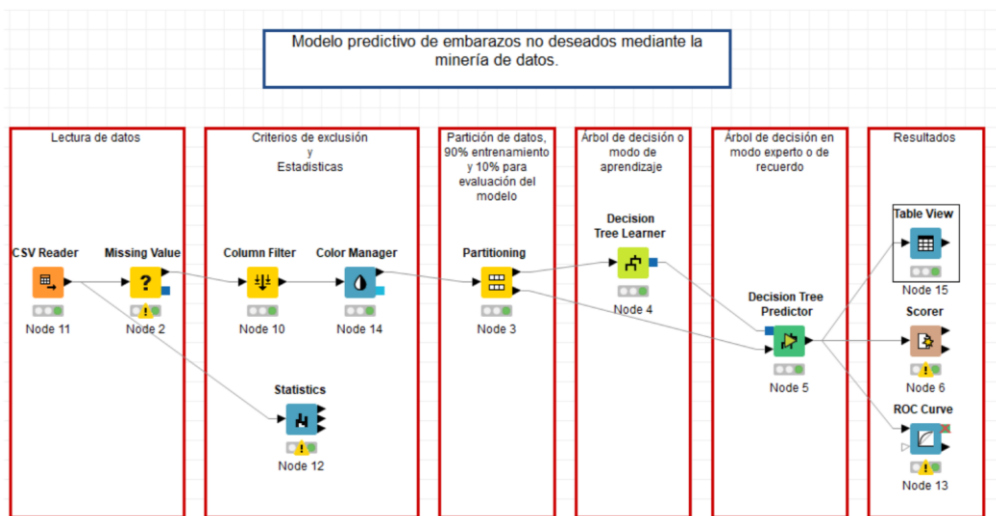 Modelo predictivo de embarazos no deseados mediante la
minería de datos.
Lectura de datos
Criterios de exclusión
y
Estadisticas
Partición de datos,
90% entrenamiento
y 10% para
evaluación del
modelo
Árbol de decisión o
modo de
aprendizaje
Árbol de decisión en
modo experto o de
recuerdo
Resultados
CSV Reader
Node 11
Missing Value
?
!
Node 2
Column Filter
Node 10
Color Manager
Node 14
Statistics
!
Node 12
Partitioning
Node 3
Decision
Tree Learner
Node 4
Decision Tree
Predictor
Node 5
Table View
Node 15
Scorer
!
Node 6
ROC Curve
!
Node 13